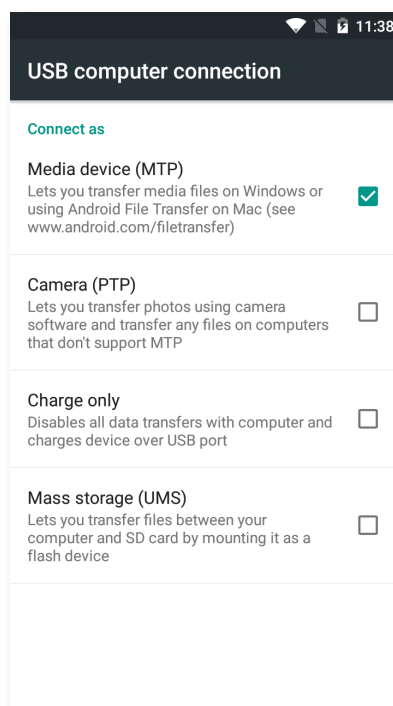 11:38
USB computer connection
Connect as
Media device (MTP)
Lets you transfer media files on Windows or
using Android File Transfer on Mac (see
www.android.com/filetransfer)
Camera (PTP)
Lets you transfer photos using camera
software and transfer any files on computers
that don't support MTP
Charge only
Disables all data transfers with computer and
charges device over USB port
Mass storage (UMS)
Lets you transfer files between your
computer and SD card by mounting it as a
flash device